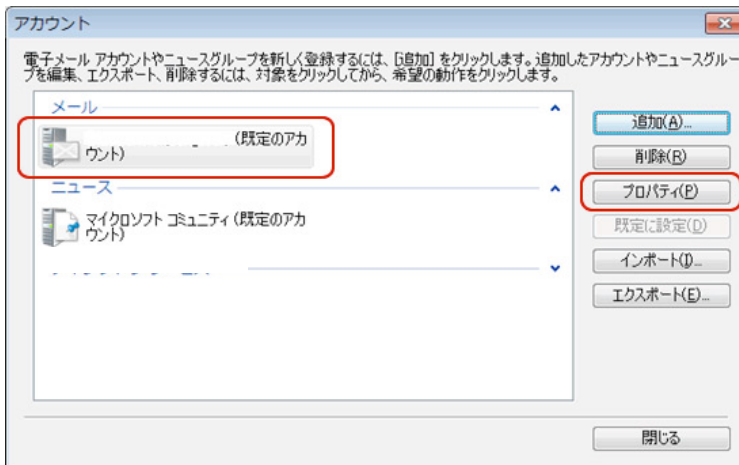 アカウント
電子メール アカウントやニュースグループを新しく登録するには、[追加] をクリックします。追加したアカウントやニュースグルー
プを編集、エクスポート、削除するには、対象をクリックしてから、希望の動作をクリックします。
メール
(既定のアカ
ウント)
ニュース
マイクロソフト コミュニティ (既定のアカ
ウント)
追加(A)...
削除(R)
プロパティ(P)
既定に設定(D)
インポート(I)...
エクスポート(E)...
閉じる